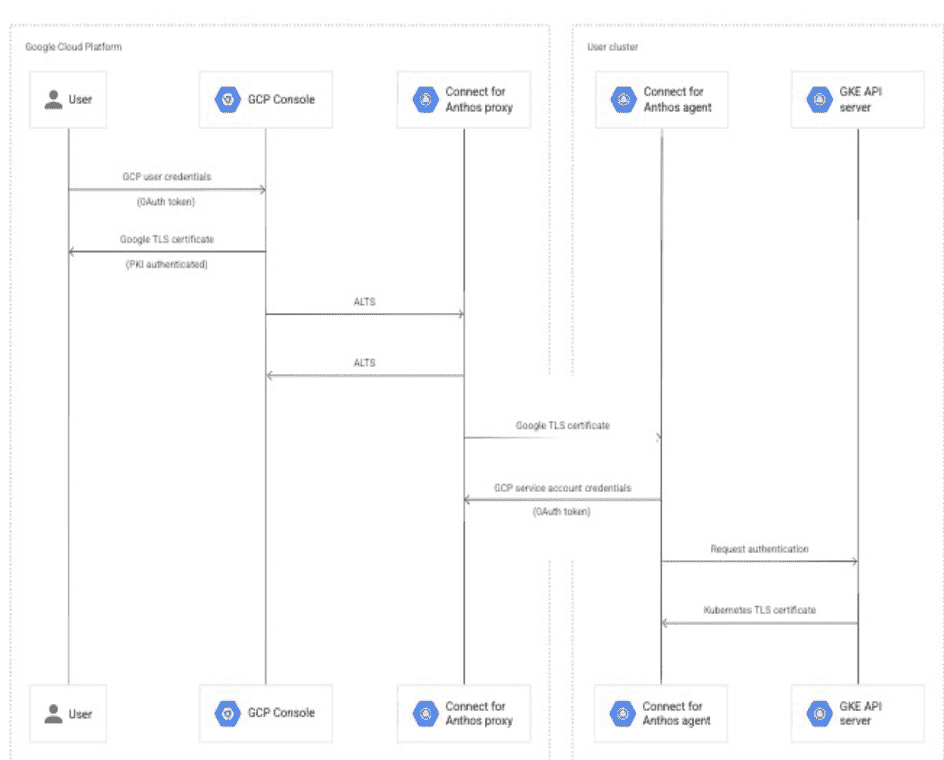 Google Cloud Platform
User cluster
User
GCP Console
Connect for
Anthos proxy
Connect for
Anthos agent
GKE API
server
GCP user credentials
(0Auth token)
Google TLS certificate
(PKI authenticated)
ALTS
ALTS
Google TLS certificate
GCP service account credentials
(0Auth token)
Request authentication
Kubernetes TLS certificate
User
GCP Console
Connect for
Anthos proxy
Connect for
Anthos agent
GKE API
server